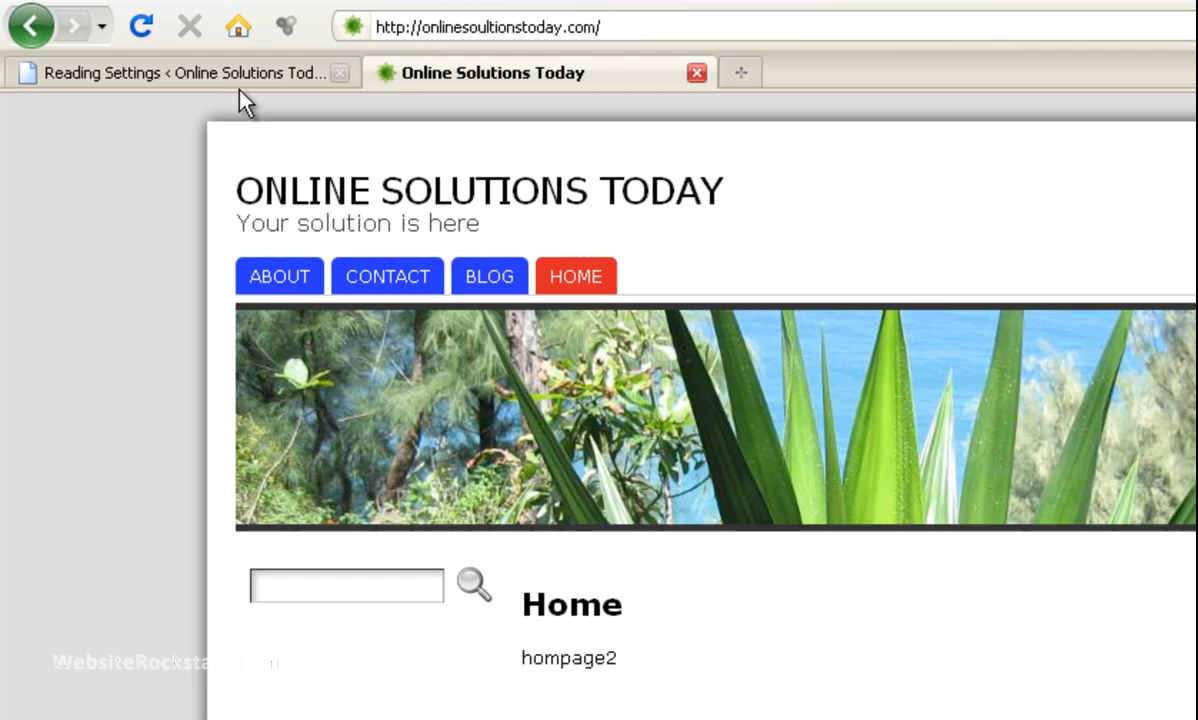 http://onlinesoultionstoday.com/
Reading Settings < Online Solutions Tod...
Online Solutions Today
ONLINE SOLUTIONS TODAY
Your solution is here
ABOUT CONTACT BLOG HOME
Home
hompage2